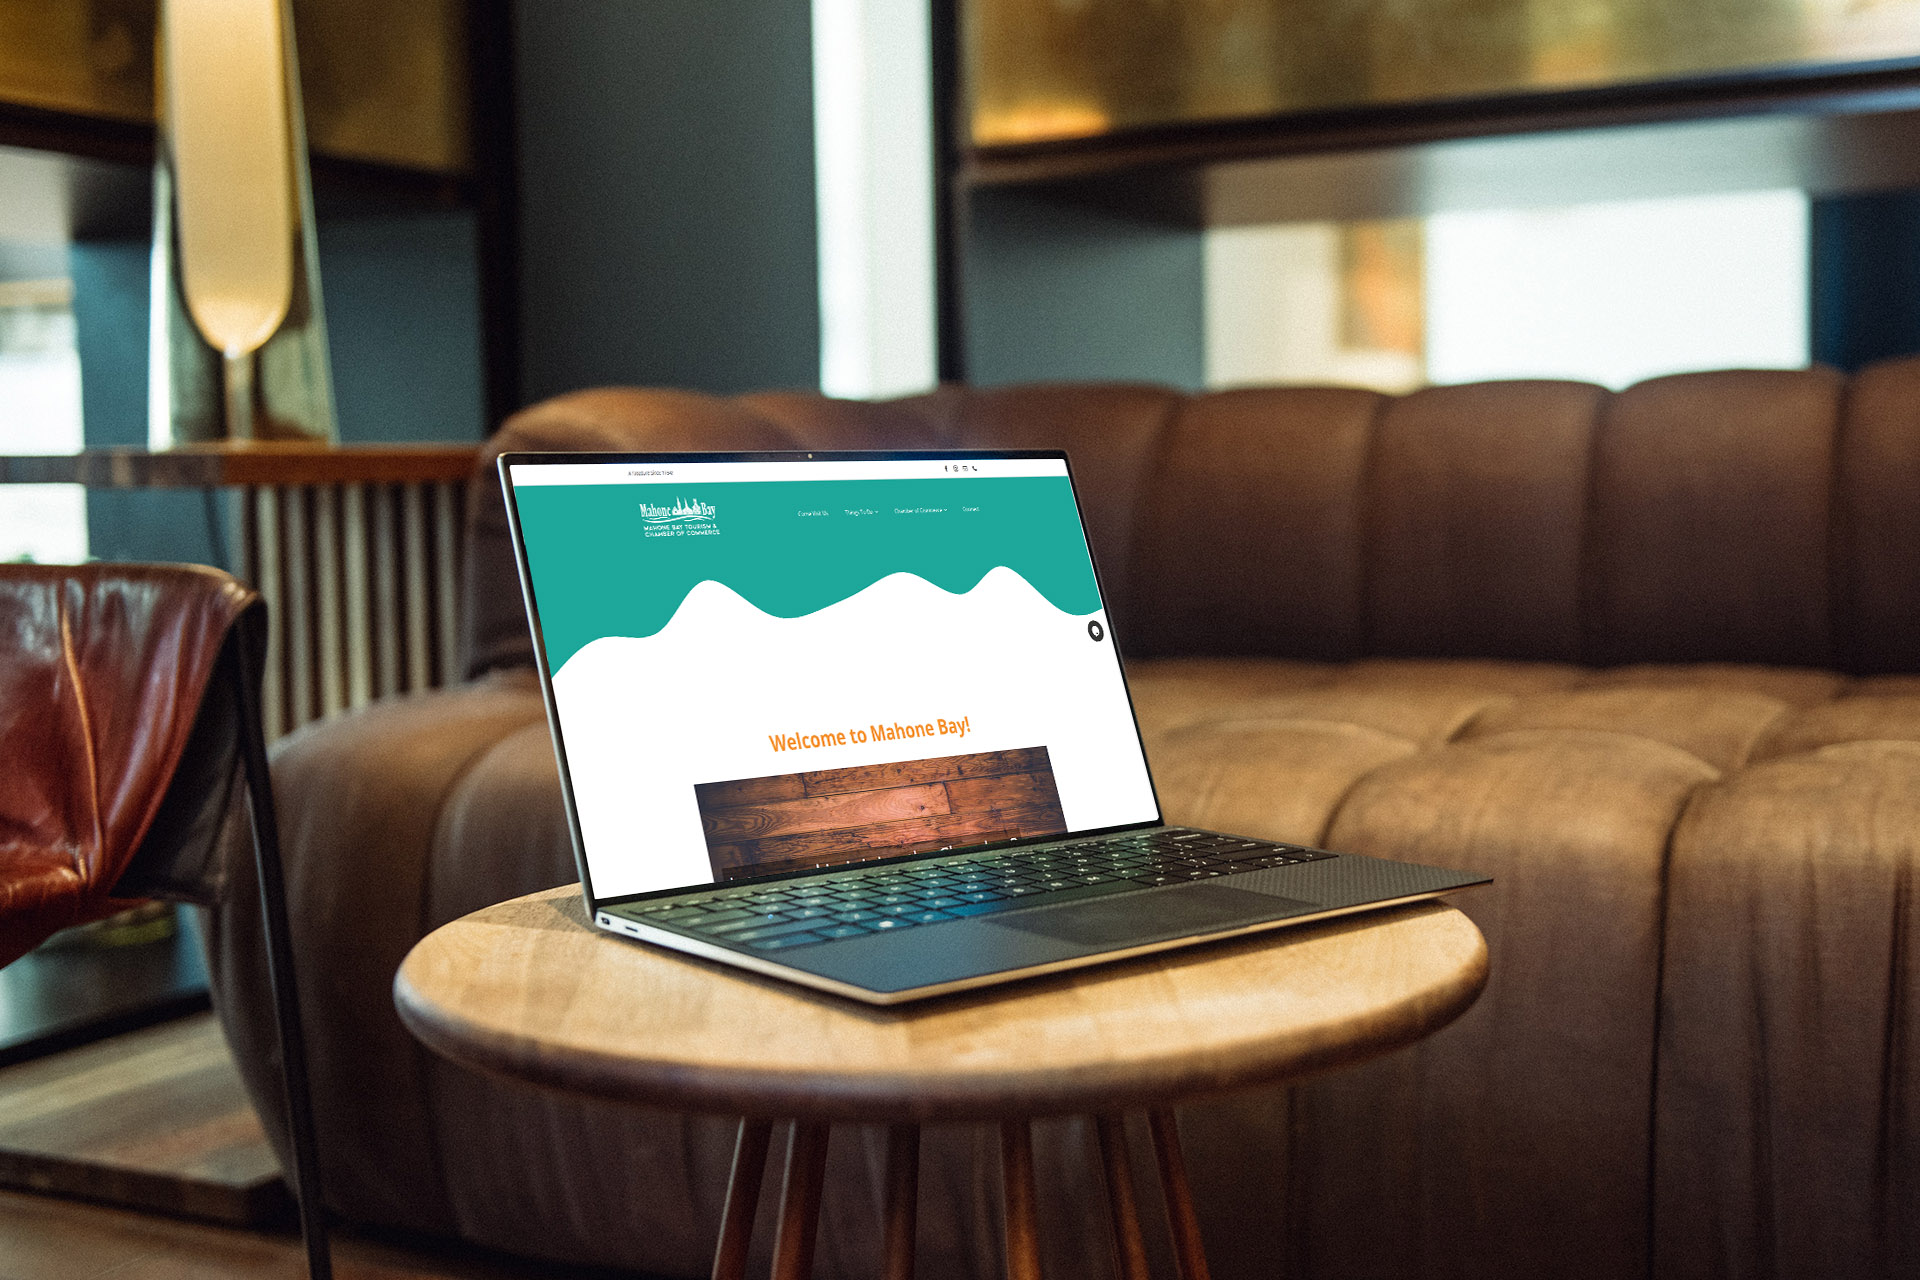 Mahone Bay
MAHONE BAY TOURISM &
CHAMBER OF COMMERCE
Come Visit Us
Things To Do
Chamber of Commerce
Contact
Welcome to Mahone Bay!